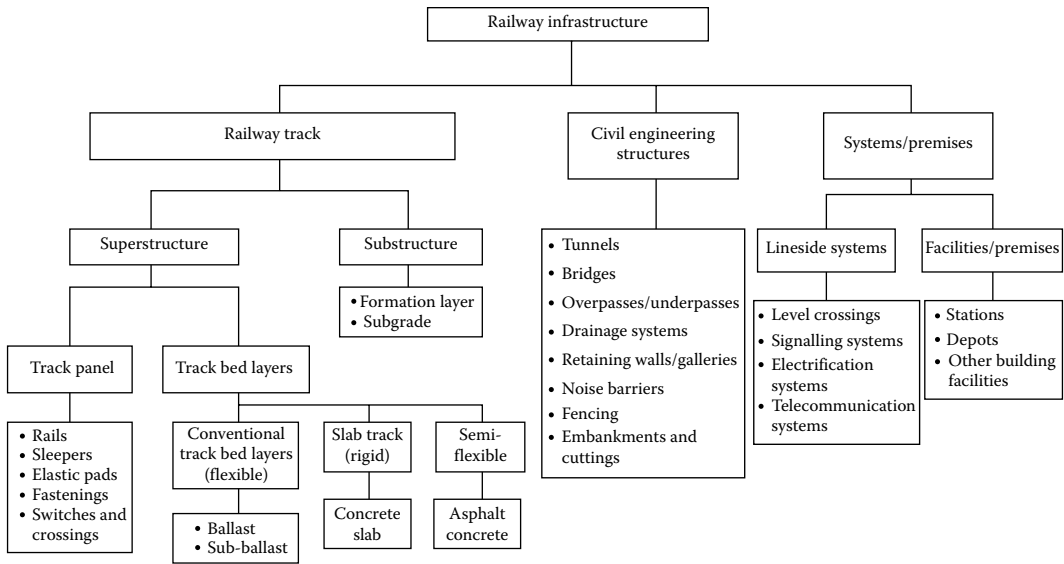 Railway infrastructure
Railway track
Civil engineering
structures
Systems/premises
Superstructure
Substructure
• Tunnels
• Bridges
• Overpasses/underpasses
• Drainage systems
• Retaining walls/galleries
• Noise barriers
• Fencing
• Embankments and
cuttings
Lineside systems
Facilities/premises
• Formation layer
• Subgrade
• Level crossings
• Signalling systems
• Electrification
systems
• Telecommunication
systems
• Stations
• Depots
• Other building
facilities
Track panel
Track bed layers
• Rails
• Sleepers
• Elastic pads
• Fastenings
• Switches and
crossings
Conventional
track bed layers
(flexible)
Slab track
(rigid)
Semi-
flexible
• Ballast
• Sub-ballast
Concrete
slab
Asphalt
concrete